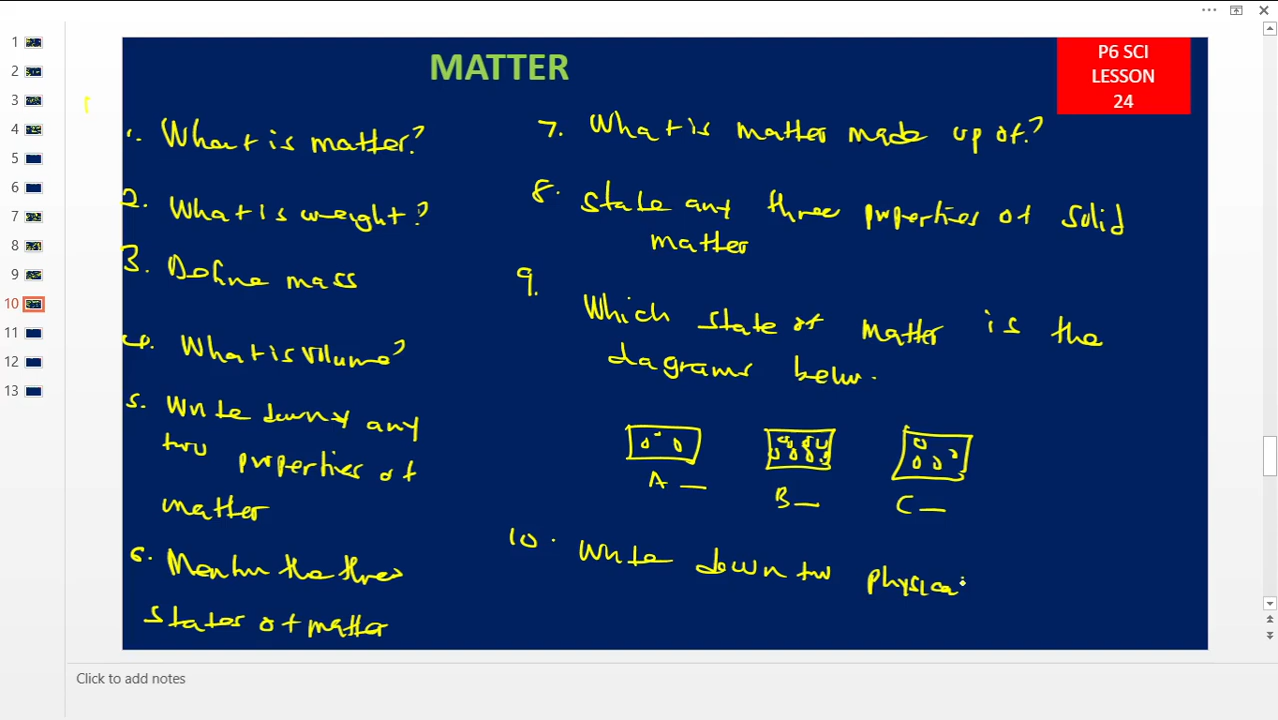 MATTER
P6 SCI
LESSON
24
1. What is matter?
2. What is weight?
3. Define mass
4. What is volume?
5. Write down any
two properties of
matter
6. Mention the three
states of matter
7. What is matter made up of?
8. State any three properties of solid
matter
9.
Which state of matter is the
diagrams below.
A _ B _ C _
10. Write down two physical
1
2
3
4
5
6
7
8
9
10
11
12
13
Click to add notes